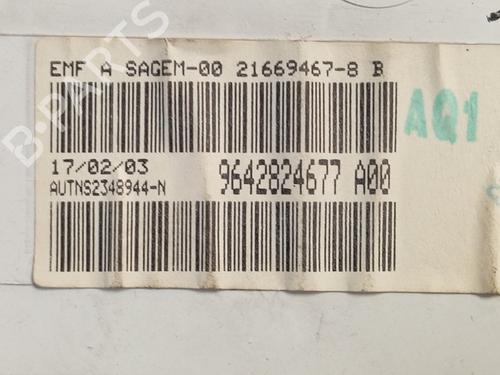 EMF A SAGEM-00 21669467-8 B
AQ1
17/02/03
9642824677 A00
AUTNS2348944-N
B-PARTS